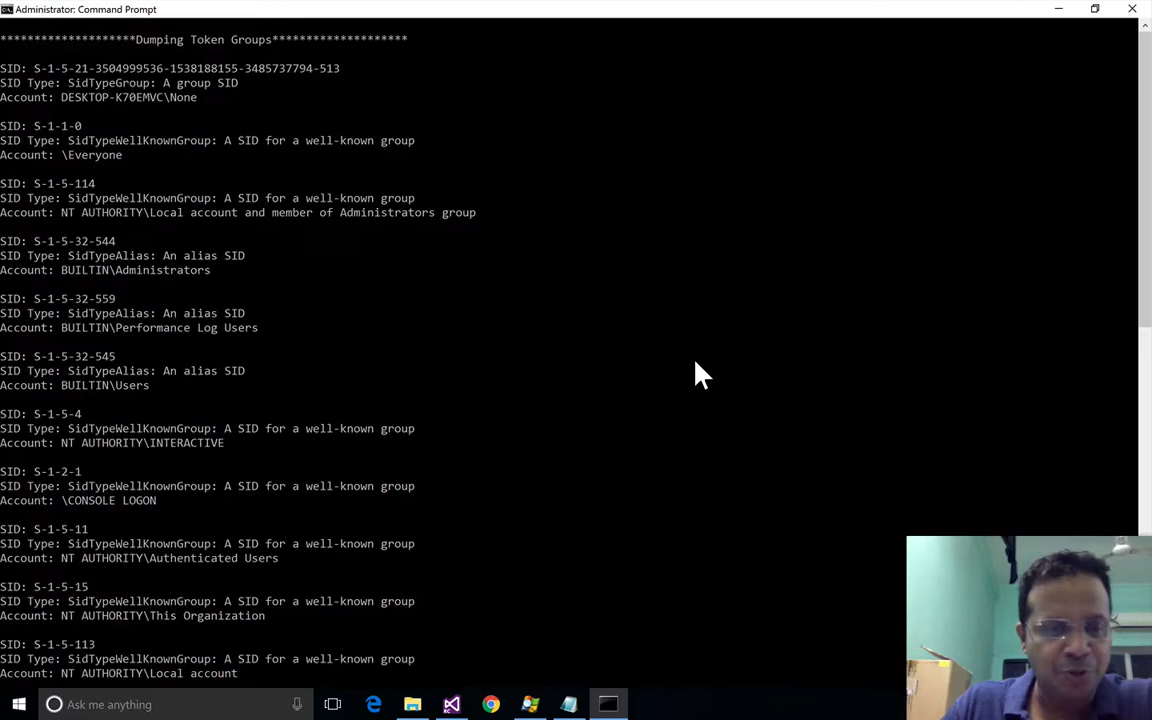 Administrator: Command Prompt
********************Dumping Token Groups********************
SID: S-1-5-21-3504999536-1538188155-3485737794-513
SID Type: SidTypeGroup: A group SID
Account: DESKTOP-K70EMVC\None
SID: S-1-1-0
SID Type: SidTypeWellKnownGroup: A SID for a well-known group
Account: \Everyone
SID: S-1-5-114
SID Type: SidTypeWellKnownGroup: A SID for a well-known group
Account: NT AUTHORITY\Local account and member of Administrators group
SID: S-1-5-32-544
SID Type: SidTypeAlias: An alias SID
Account: BUILTIN\Administrators
SID: S-1-5-32-559
SID Type: SidTypeAlias: An alias SID
Account: BUILTIN\Performance Log Users
SID: S-1-5-32-545
SID Type: SidTypeAlias: An alias SID
Account: BUILTIN\Users
SID: S-1-5-4
SID Type: SidTypeWellKnownGroup: A SID for a well-known group
Account: NT AUTHORITY\INTERACTIVE
SID: S-1-2-1
SID Type: SidTypeWellKnownGroup: A SID for a well-known group
Account: \CONSOLE LOGON
SID: S-1-5-11
SID Type: SidTypeWellKnownGroup: A SID for a well-known group
Account: NT AUTHORITY\Authenticated Users
SID: S-1-5-15
SID Type: SidTypeWellKnownGroup: A SID for a well-known group
Account: NT AUTHORITY\This Organization
SID: S-1-5-113
SID Type: SidTypeWellKnownGroup: A SID for a well-known group
Account: NT AUTHORITY\Local account
Ask me anything